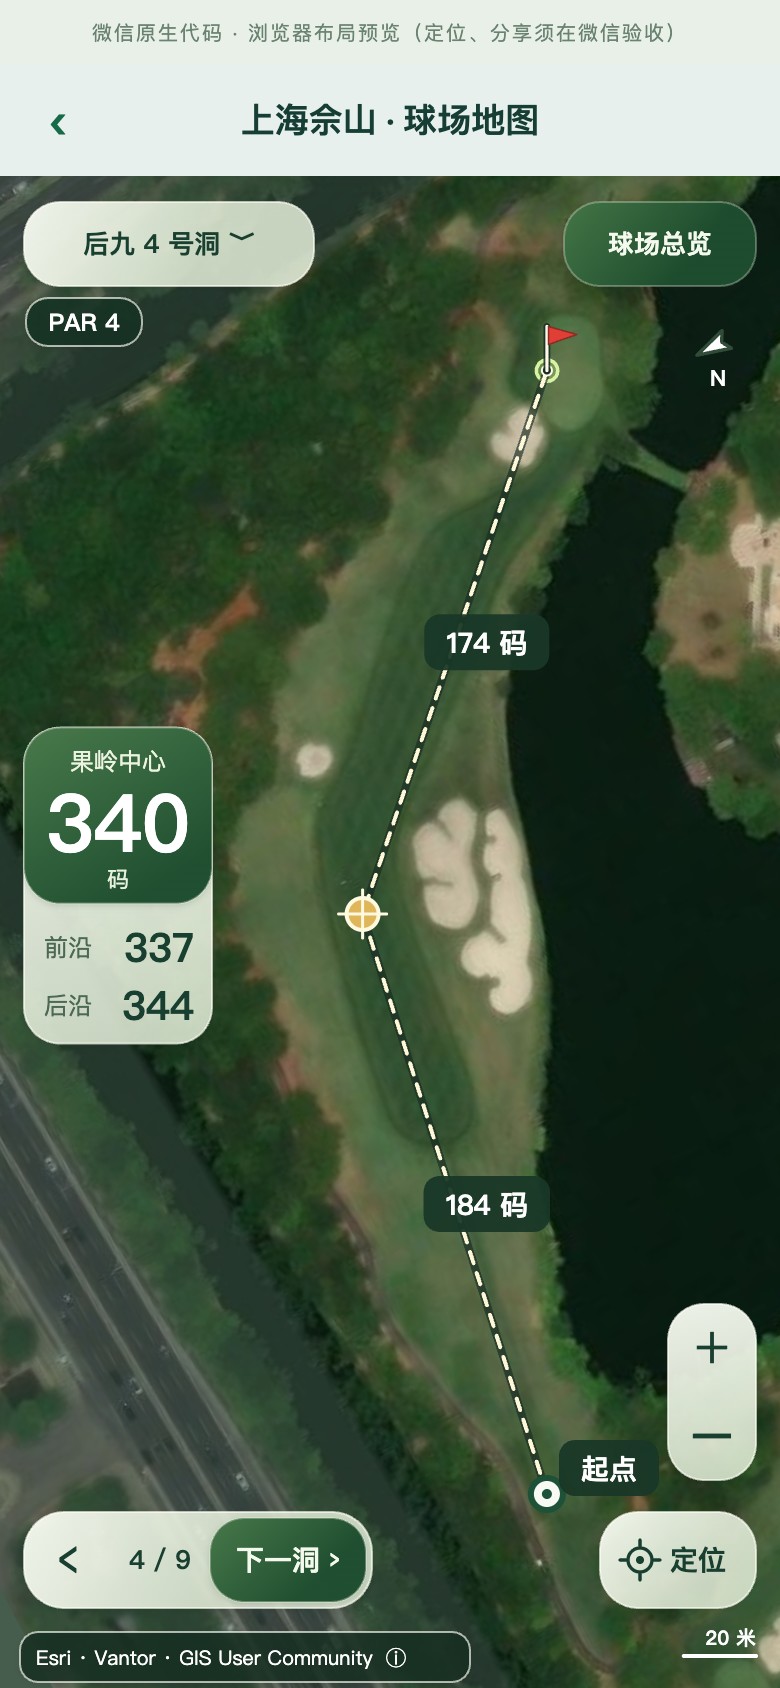 微信原生代码 · 浏览器布局预览（定位、分享须在微信验收）
‹ 上海佘山 · 球场地图
后九 4 号洞
球场总览
PAR 4
N
174 码
果岭中心
340
码
前沿 337
后沿 344
184 码
+
−
起点
< 4 / 9 下一洞 ›
定位
20 米
Esri · Vantor · GIS User Community ⓘ